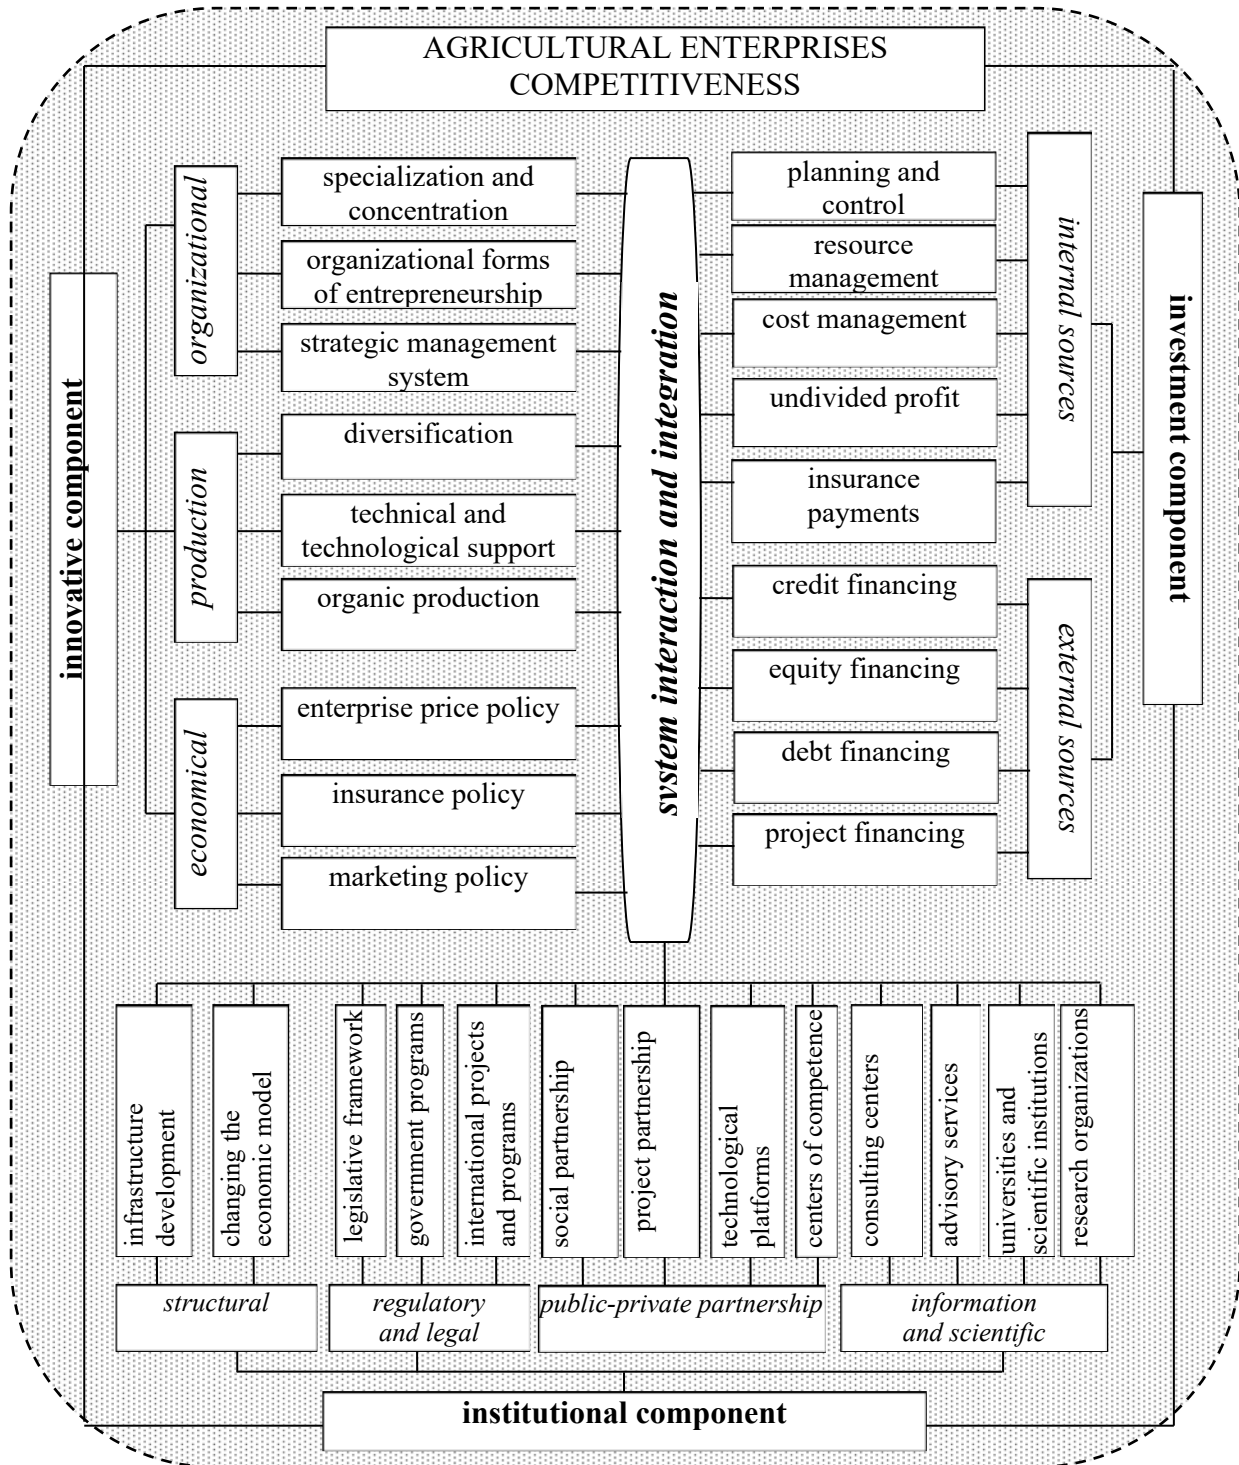 AGRICULTURAL ENTERPRISES
COMPETITIVENESS
innovative component
organizational
specialization and
concentration
organizational forms
of entrepreneurship
strategic management
system
production
diversification
technical and
technological support
organic production
economical
enterprise price policy
insurance policy
marketing policy
system interaction and integration
planning and
control
resource
management
cost management
undivided profit
insurance
payments
internal sources
credit financing
equity financing
debt financing
project financing
external sources
investment component
infrastructure
development
changing the
economic model
legislative framework
government programs
international projects
and programs
social partnership
project partnership
technological
platforms
centers of competence
consulting centers
advisory services
universities and
scientific institutions
research organizations
structural
regulatory
and legal
public-private partnership
information
and scientific
institutional component